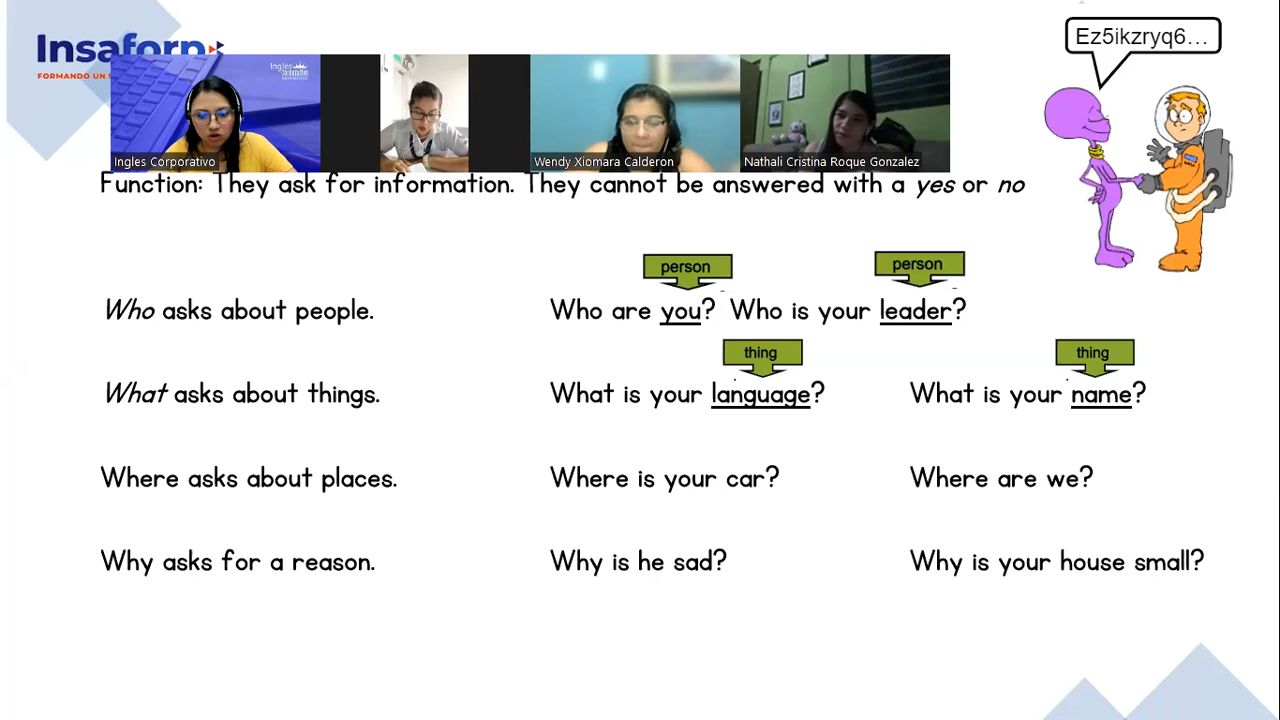 Insaforp
FORMANDO UN
Ez5ikzryq6...
Inglés
corporativo
Ingles Corporativo
Wendy Xiomara Calderon
Nathali Cristina Roque Gonzalez
Function: They ask for information. They cannot be answered with a yes or no
person
person
Who asks about people.
Who are you? Who is your leader?
thing
thing
What asks about things.
What is your language?
What is your name?
Where asks about places.
Where is your car?
Where are we?
Why asks for a reason.
Why is he sad?
Why is your house small?